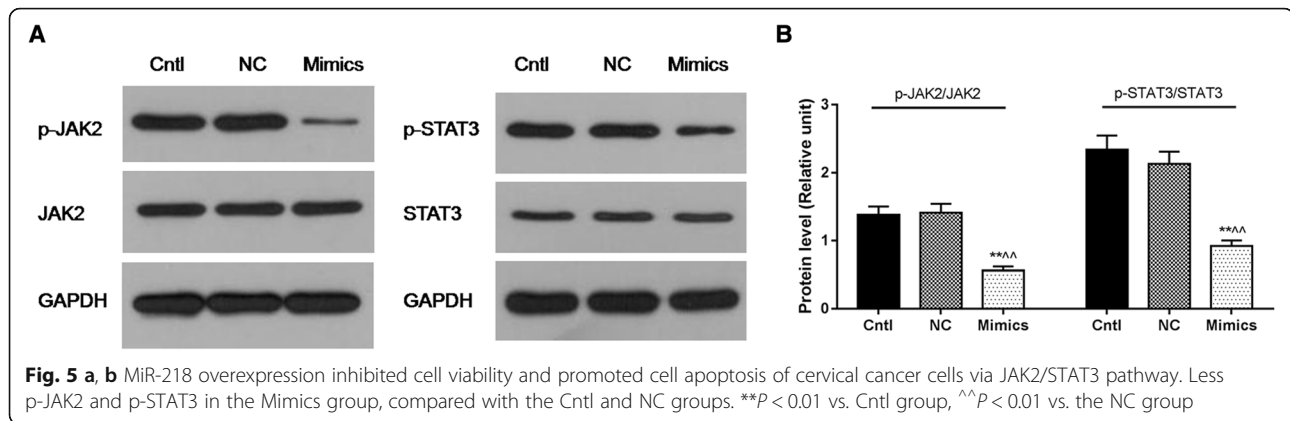 A
Cntl NC Mimics
p-JAK2
JAK2
GAPDH
Cntl NC Mimics
p-STAT3
STAT3
GAPDH
B
p-JAK2/JAK2 p-STAT3/STAT3
Protein level (Relative unit)
3
2
1
0
**^^
**^^
Cntl NC Mimics Cntl NC Mimics
Fig. 5 a, b MiR-218 overexpression inhibited cell viability and promoted cell apoptosis of cervical cancer cells via JAK2/STAT3 pathway. Less
p-JAK2 and p-STAT3 in the Mimics group, compared with the Cntl and NC groups. **P < 0.01 vs. Cntl group, ^^P < 0.01 vs. the NC group